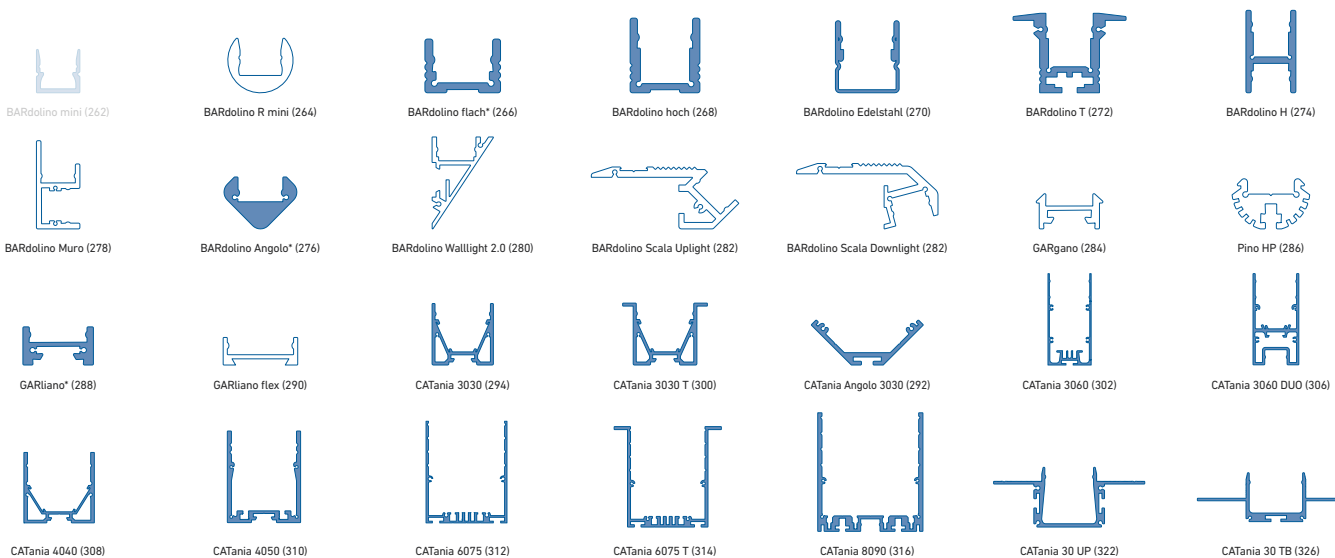 BARdolino mini (262)
BARdolino R mini (264)
BARdolino flach* (266)
BARdolino hoch (268)
BARdolino Edelstahl (270)
BARdolino T (272)
BARdolino H (274)
BARdolino Muro (278)
BARdolino Angolo* (276)
BARdolino Walllight 2.0 (280)
BARdolino Scala Uplight (282)
BARdolino Scala Downlight (282)
GARgano (284)
Pino HP (286)
GARliano* (288)
GARliano flex (290)
CATania 3030 (294)
CATania 3030 T (300)
CATania Angolo 3030 (292)
CATania 3060 (302)
CATania 3060 DUO (306)
CATania 4040 (308)
CATania 4050 (310)
CATania 6075 (312)
CATania 6075 T (314)
CATania 8090 (316)
CATania 30 UP (322)
CATania 30 TB (326)